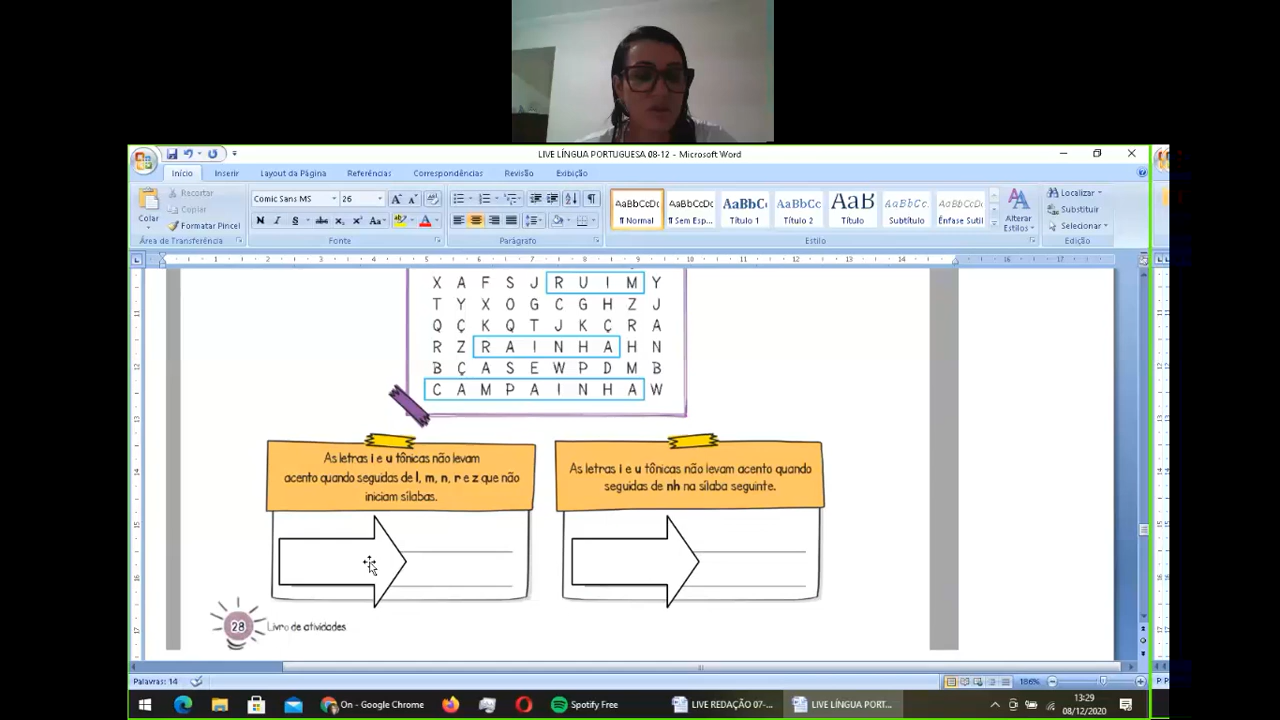 LIVE LÍNGUA PORTUGUESA 08-12 - Microsoft Word
Início Inserir Layout da Página Referências Correspondências Revisão Exibição
Colar
Recortar
Copiar
Formatar Pincel
Área de Transferência
Comic Sans MS 26
Fonte
Parágrafo
AaBbCcDc AaBbCcDc AaBbC AaBbCc AaB AaBbCc. AaBbCcDc
¶ Normal ¶ Sem Esp... Título 1 Título 2 Título Subtítulo Ênfase Sutil
Alterar Estilos
Estilo
Localizar
Substituir
Selecionar
Edição
X A F S J R U I M Y
T Y X O G C G H Z J
Q Ç K Q T J K Ç R A
R Z R A I N H A H N
B Ç A S E W P D M B
C A M P A I N H A W
As letras i e u tônicas não levam
acento quando seguidas de l, m, n, r e z que não
iniciam sílabas.
As letras i e u tônicas não levam acento quando
seguidas de nh na sílaba seguinte.
28 Livro de atividades
Palavras: 14
186%
On - Google Chrome
Spotify Free
LIVE REDAÇÃO 07-...
LIVE LÍNGUA PORT...
13:29
08/12/2020